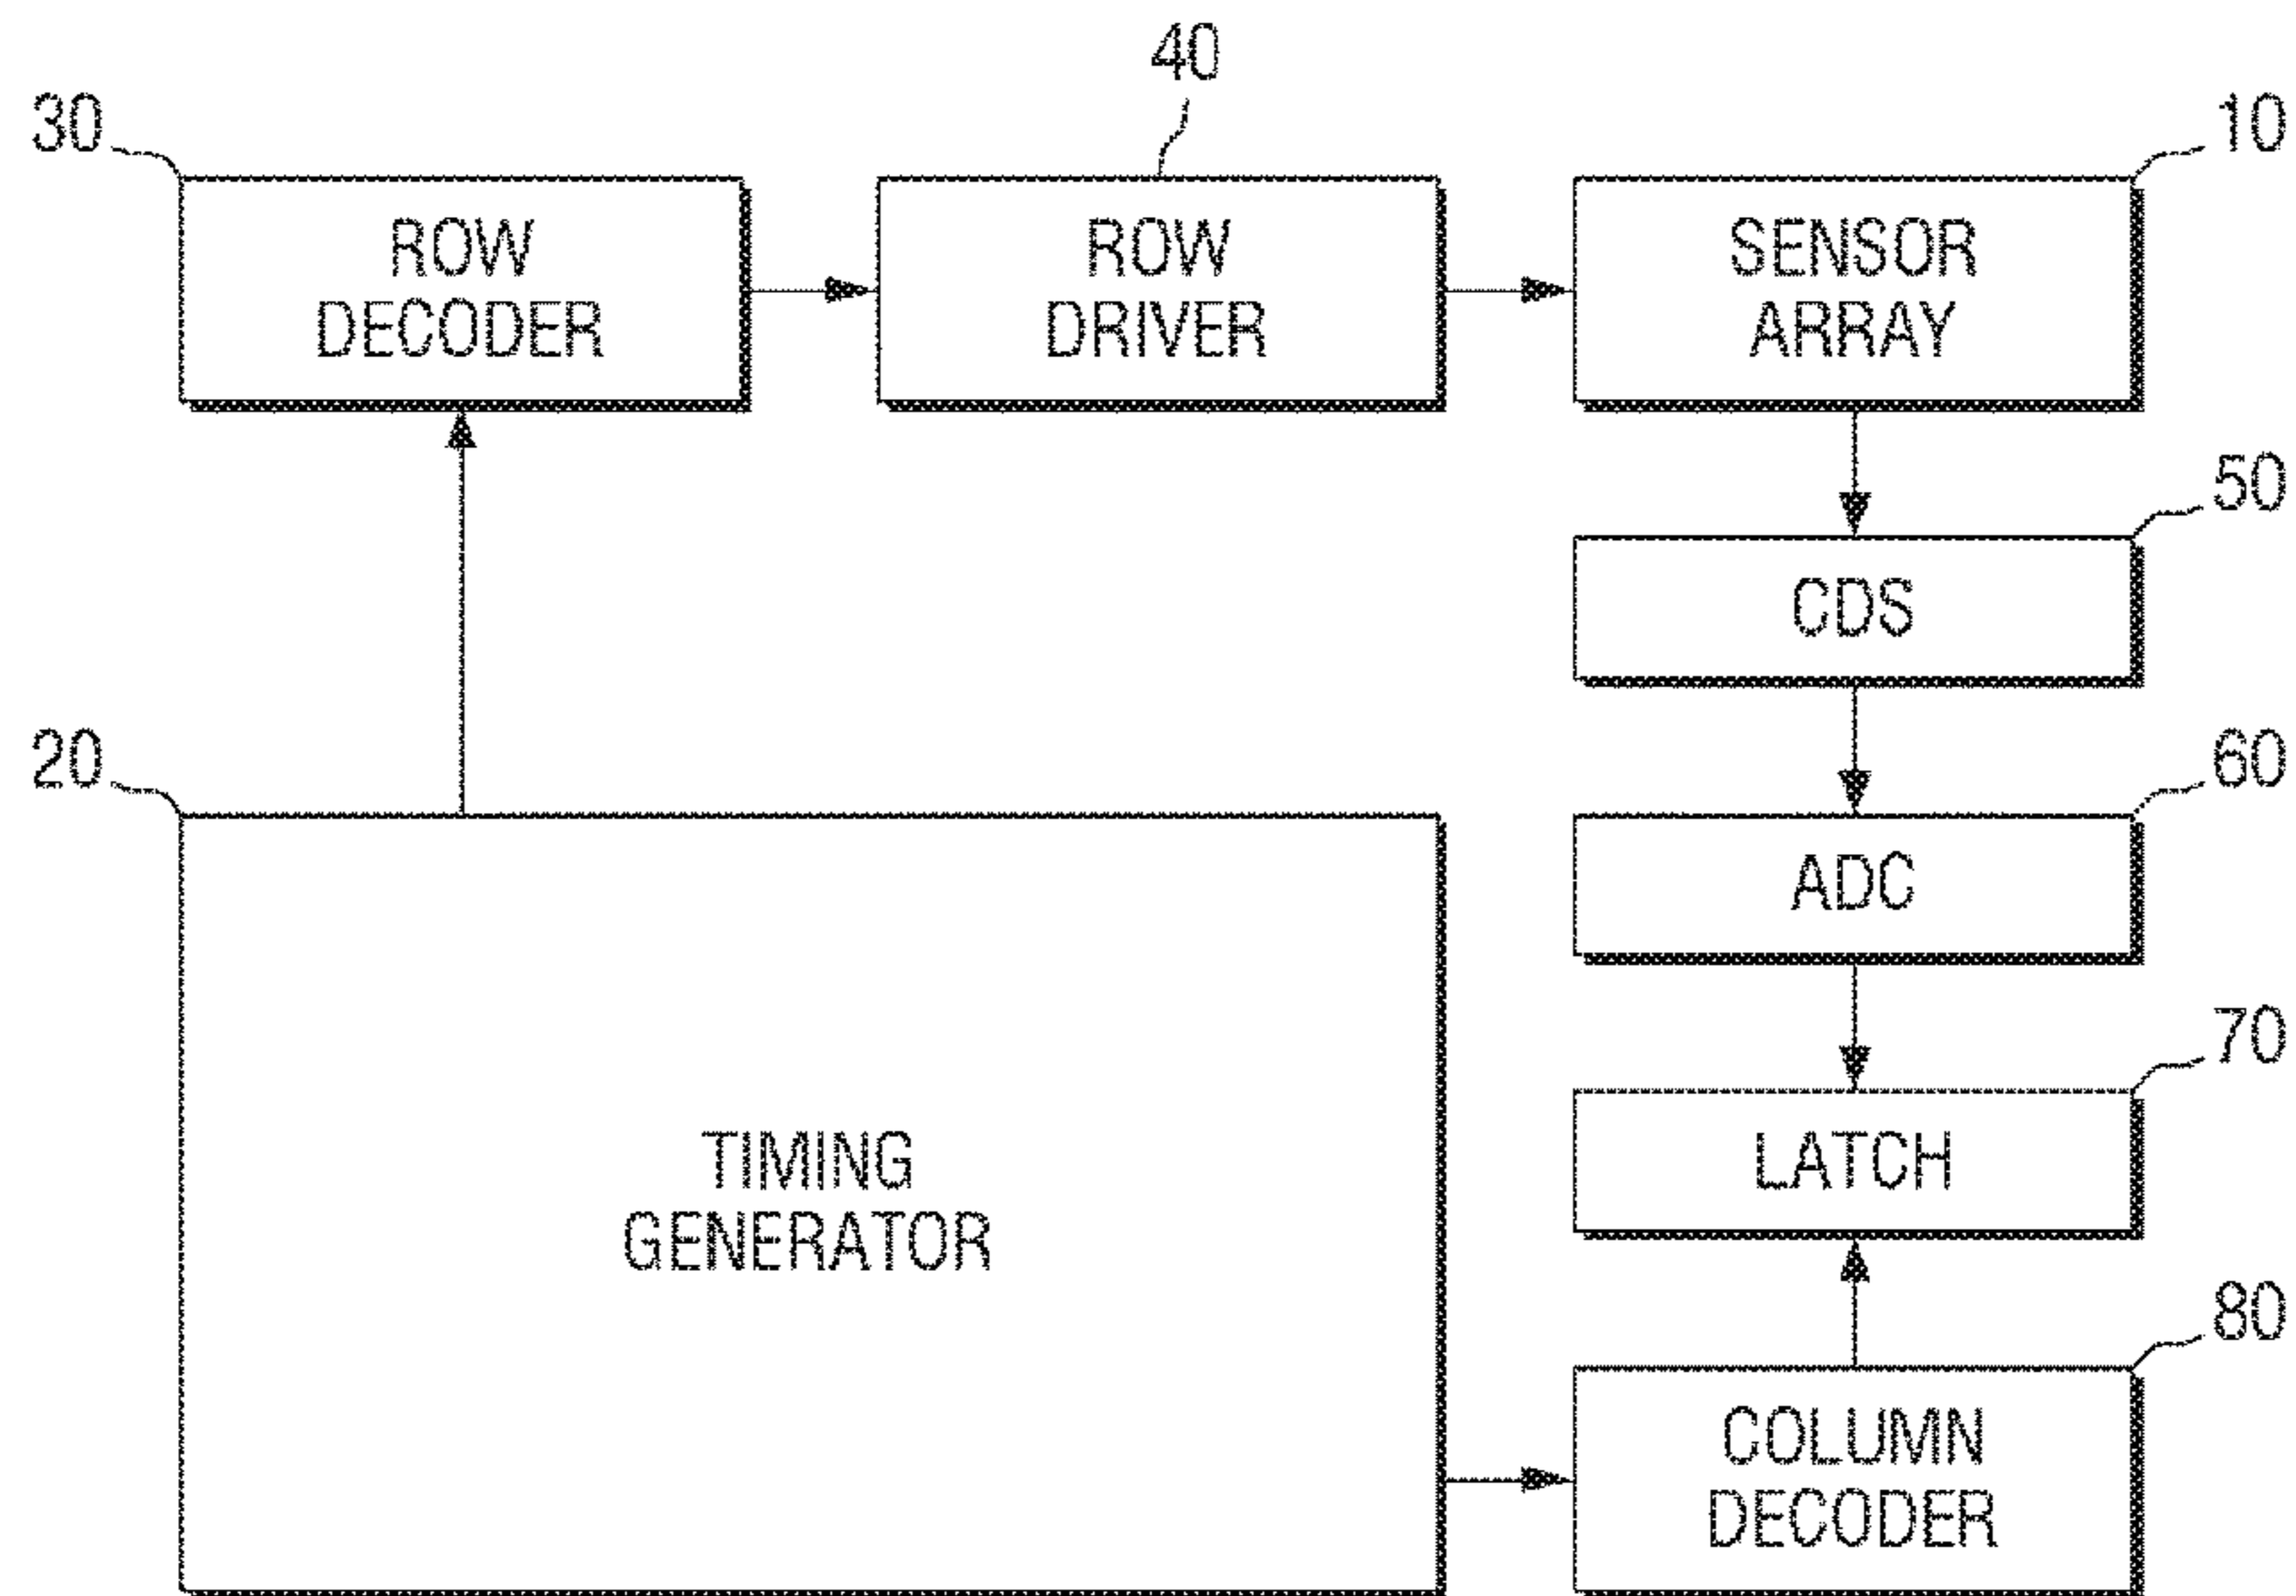 40
30
10
ROW
DECODER
ROW
DRIVER
SENSOR
ARRAY
50
CDS
20
60
ADC
70
LATCH
TIMING
GENERATOR
80
COLUMN
DECODER